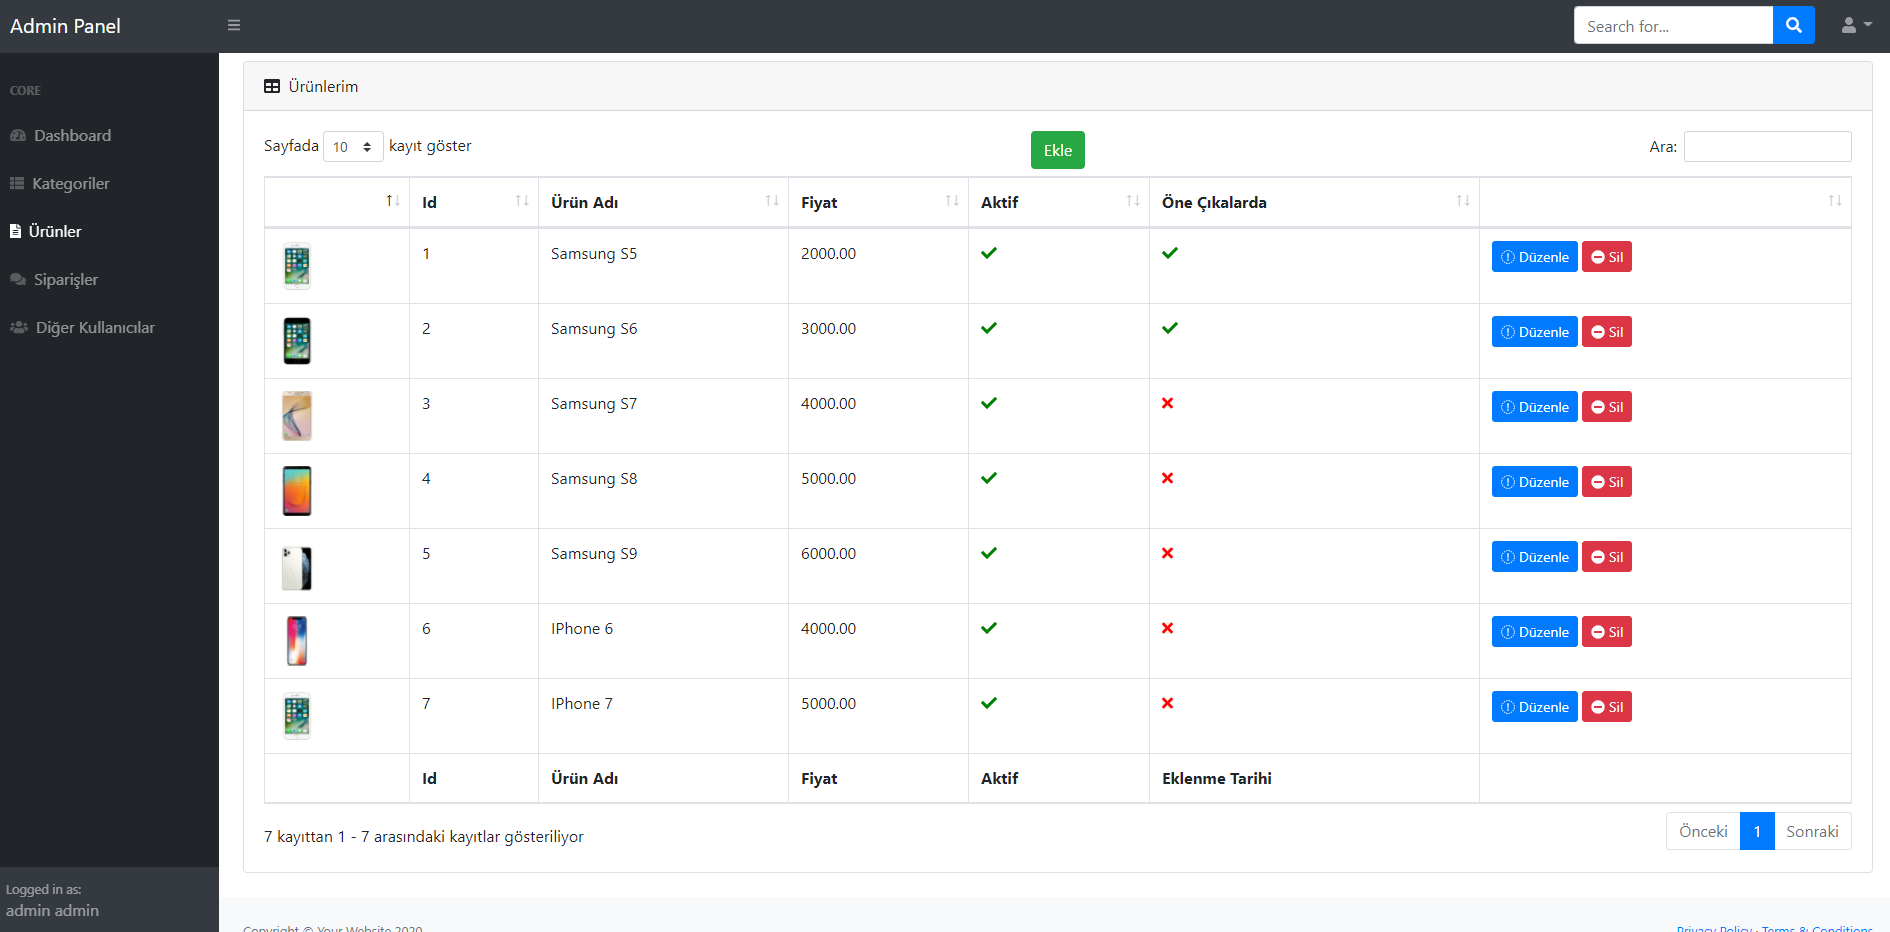 Admin Panel
Search for...
CORE
Dashboard
Kategoriler
Ürünler
Siparişler
Diğer Kullanıcılar
Logged in as:
admin admin
Ürünlerim
Sayfada 10 kayıt göster
Ekle
Ara:
Id Ürün Adı Fiyat Aktif Öne Çıkalarda
1 Samsung S5 2000.00 Düzenle Sil
2 Samsung S6 3000.00 Düzenle Sil
3 Samsung S7 4000.00 Düzenle Sil
4 Samsung S8 5000.00 Düzenle Sil
5 Samsung S9 6000.00 Düzenle Sil
6 IPhone 6 4000.00 Düzenle Sil
7 IPhone 7 5000.00 Düzenle Sil
Id Ürün Adı Fiyat Aktif Eklenme Tarihi
7 kayıttan 1 - 7 arasındaki kayıtlar gösteriliyor
Önceki 1 Sonraki
Copyright © Your Website 2020
Privacy Policy · Terms & Conditions